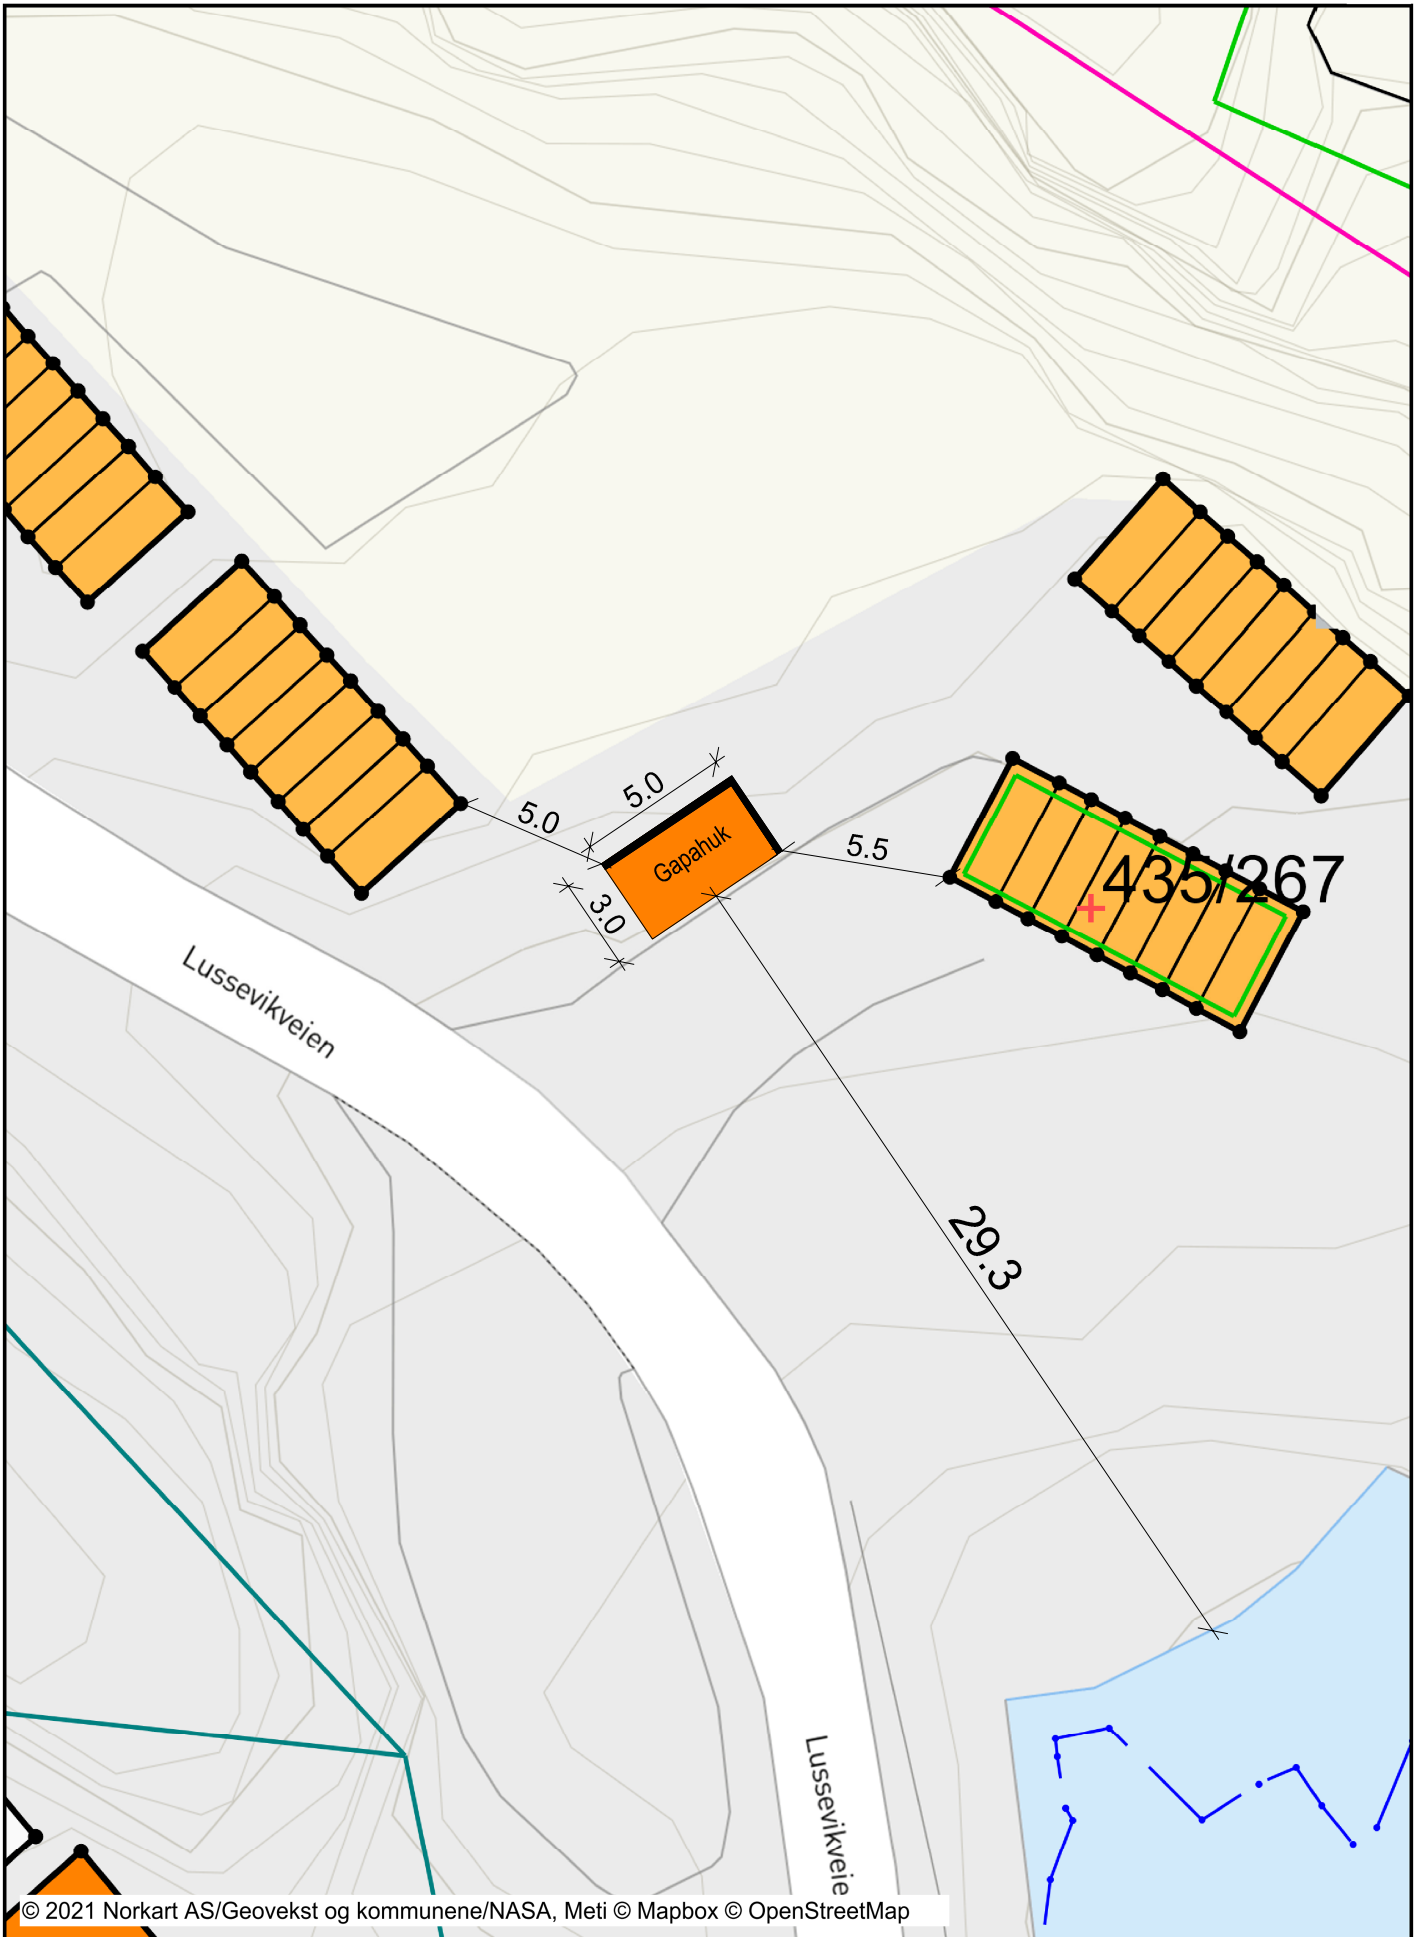 5.0
5.0
Gapahuk
5.5
435/267
3.0
Lussevikveien
29.3
Lussevikveie
© 2021 Norkart AS/Geovekst og kommunene/NASA, Meti © Mapbox © OpenStreetMap